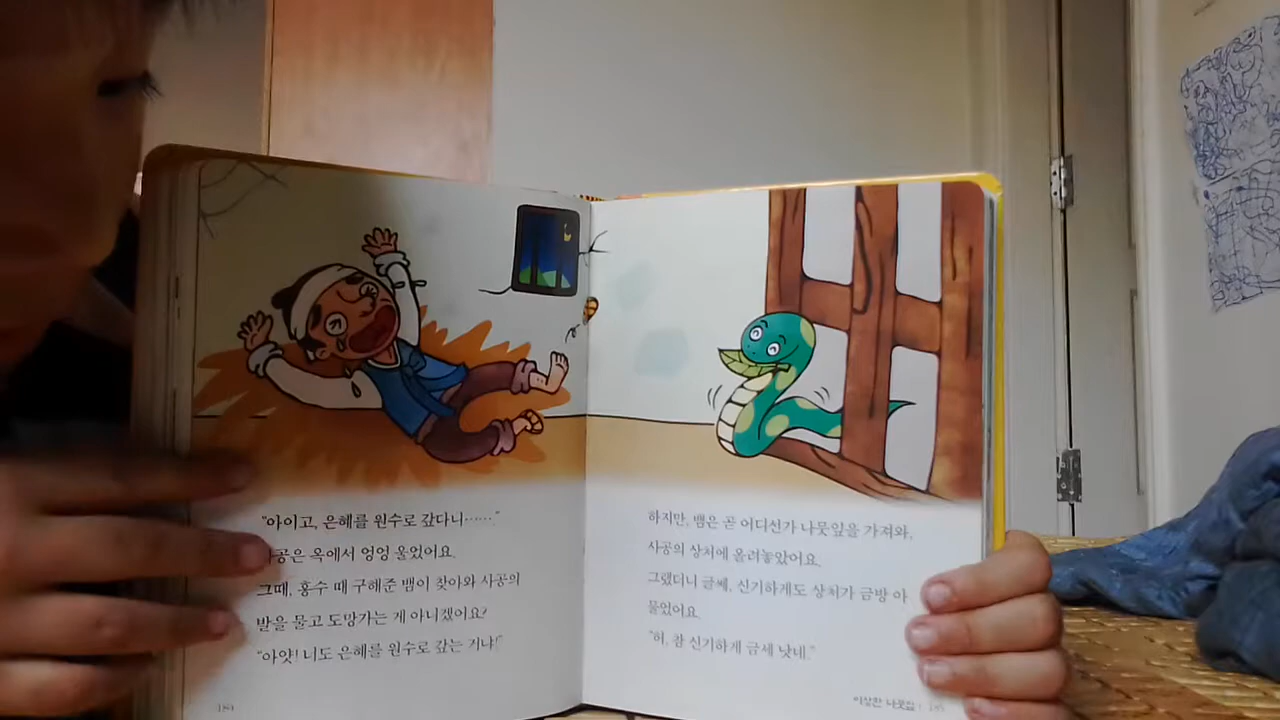 "아이고, 은혜를 원수로 갚다니……"
사공은 옥에서 엉엉 울었어요.
그때, 홍수 때 구해준 뱀이 찾아와 사공의
발을 물고 도망가는 게 아니겠어요?
"아얏! 너도 은혜를 원수로 갚는 거냐!"
184
하지만, 뱀은 곧 어디선가 나뭇잎을 가져와,
사공의 상처에 올려놓았어요.
그랬더니 글쎄, 신기하게도 상처가 금방 아
물었어요.
"허, 참 신기하게 금세 낫네."
이상한 나뭇잎 | 185